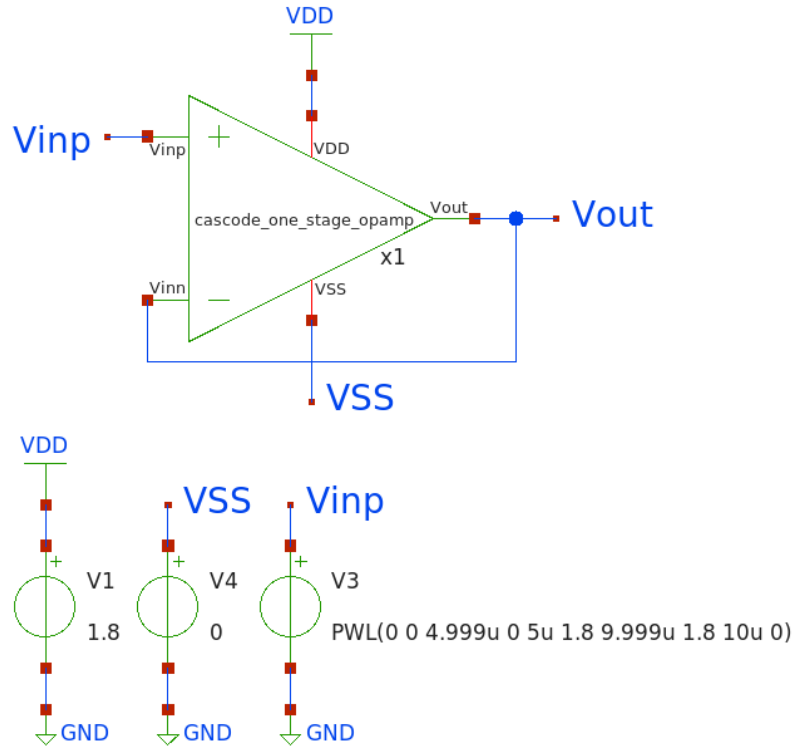 VDD
Vinp
+
Vinp
VDD
cascode_one_stage_opamp
Vout
Vout
x1
Vinn
−
VSS
VSS
VDD
VSS
Vinp
+
+
+
V1
V4
V3
1.8
0
PWL(0 0 4.999u 0 5u 1.8 9.999u 1.8 10u 0)
GND
GND
GND